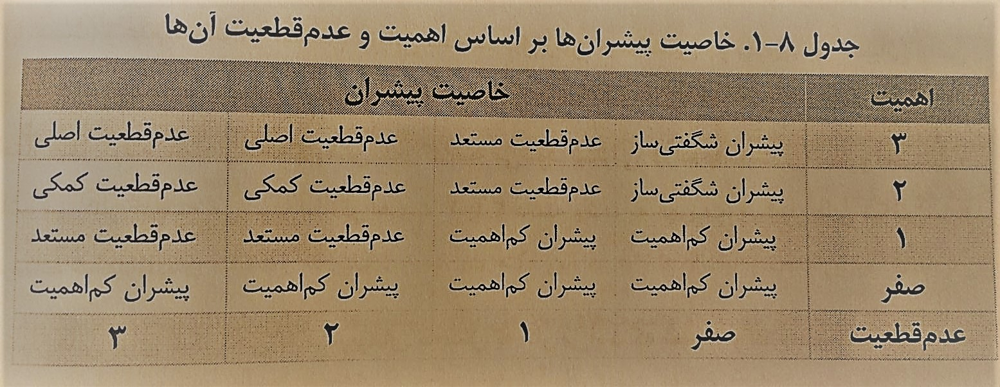 جدول ۸-۱. خاصیت پیشران‌ها بر اساس اهمیت و عدم‌قطعیت آن‌ها
اهمیت خاصیت پیشران
۳ پیشران شگفتی‌ساز عدم‌قطعیت مستعد عدم‌قطعیت اصلی عدم‌قطعیت اصلی
۲ پیشران شگفتی‌ساز عدم‌قطعیت مستعد عدم‌قطعیت کمکی عدم‌قطعیت کمکی
۱ پیشران کم‌اهمیت پیشران کم‌اهمیت عدم‌قطعیت مستعد عدم‌قطعیت مستعد
صفر پیشران کم‌اهمیت پیشران کم‌اهمیت پیشران کم‌اهمیت پیشران کم‌اهمیت
عدم‌قطعیت صفر ۱ ۲ ۳